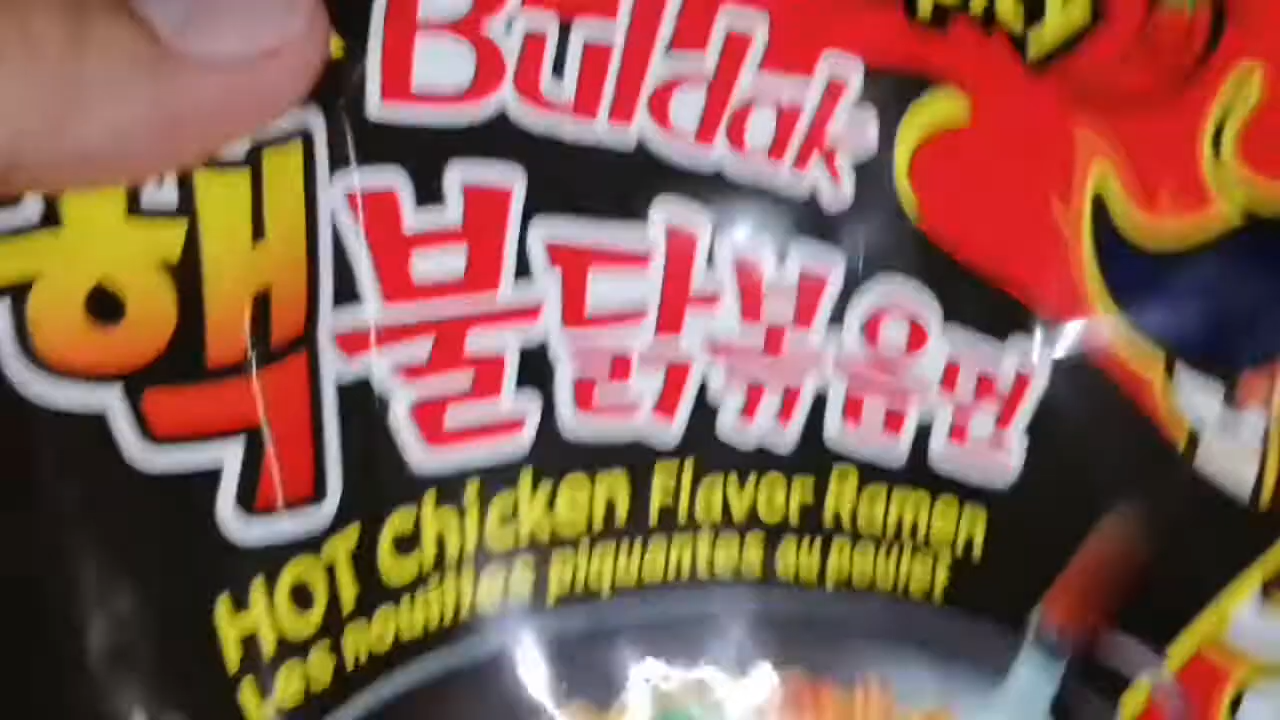 Buldak
핵불닭볶음면
HOT Chicken Flavor Ramen
Les nouilles piquantes au poulet